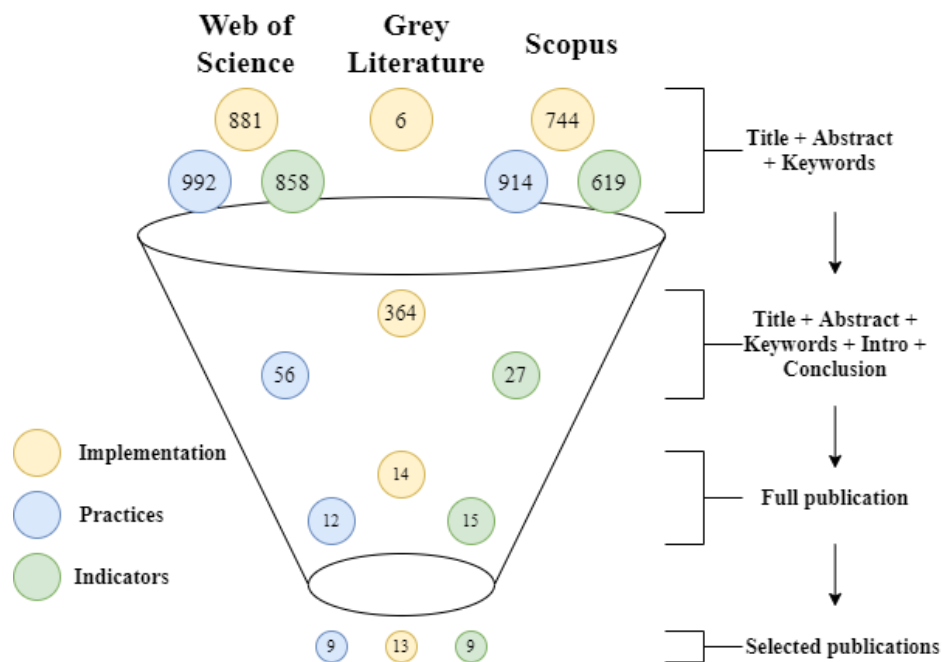 Web of
Science
Grey
Literature
Scopus
881
6
744
992
858
914
619
Title + Abstract
+ Keywords
364
56
27
Title + Abstract +
Keywords + Intro +
Conclusion
Implementation
Practices
Indicators
14
12
15
Full publication
9
13
9
Selected publications